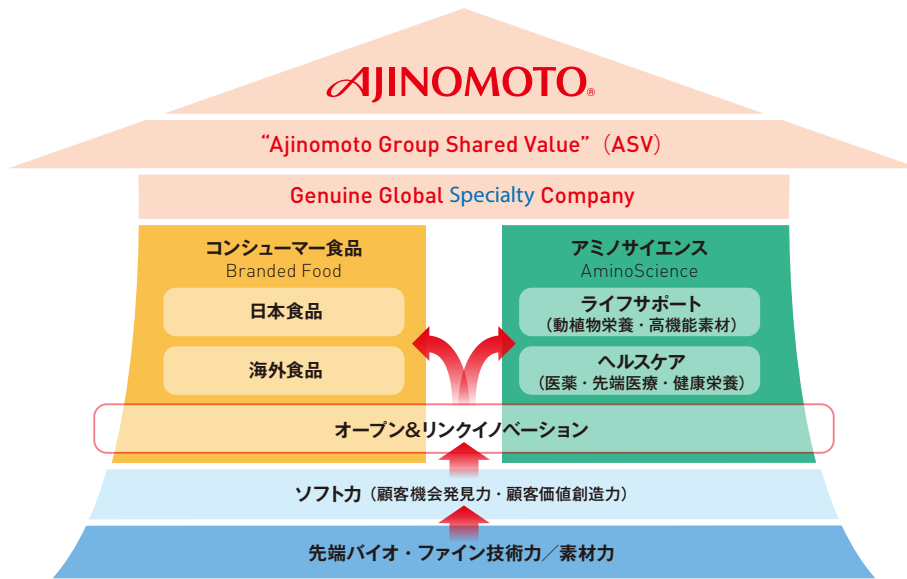 AJINOMOTO®
“Ajinomoto Group Shared Value”（ASV）
Genuine Global Specialty Company
コンシューマー食品
Branded Food
日本食品
海外食品
アミノサイエンス
AminoScience
ライフサポート
（動植物栄養・高機能素材）
ヘルスケア
（医薬・先端医療・健康栄養）
オープン&リンクイノベーション
ソフト力（顧客機会発見力・顧客価値創造力）
先端バイオ・ファイン技術力／素材力